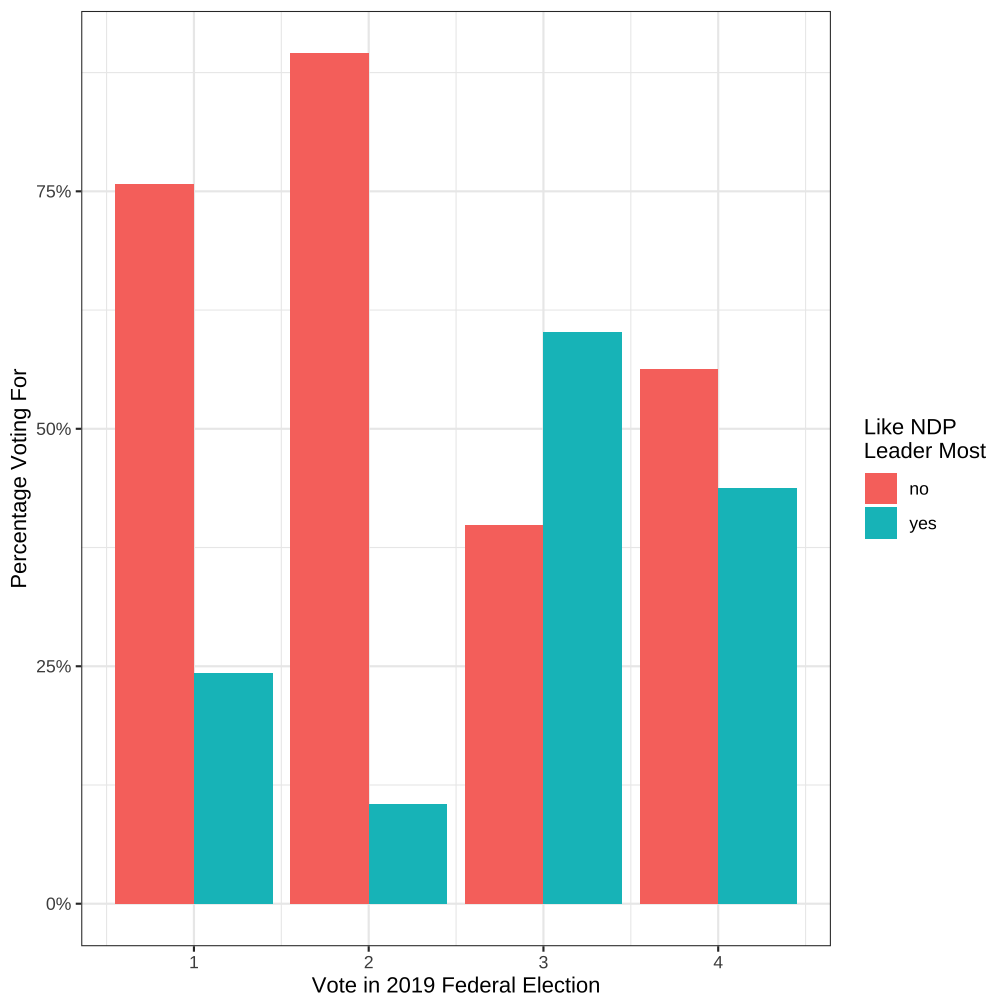 75%
50%
25%
0%
Percentage Voting For
1 2 3 4
Vote in 2019 Federal Election
Like NDP
Leader Most
no
yes